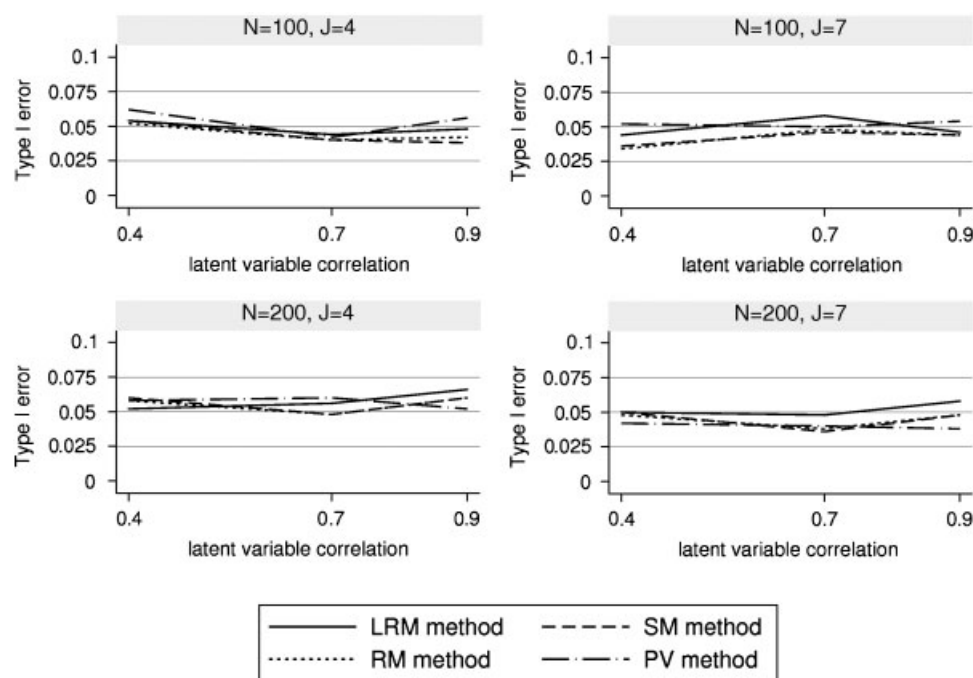 N=100, J=4
0.1
0.075
0.05
0.025
0
Type I error
0.4
0.7
0.9
latent variable correlation
N=100, J=7
0.1
0.075
0.05
0.025
0
Type I error
0.4
0.7
0.9
latent variable correlation
N=200, J=4
0.1
0.075
0.05
0.025
0
Type I error
0.4
0.7
0.9
latent variable correlation
N=200, J=7
0.1
0.075
0.05
0.025
0
Type I error
0.4
0.7
0.9
latent variable correlation
LRM method
SM method
RM method
PV method